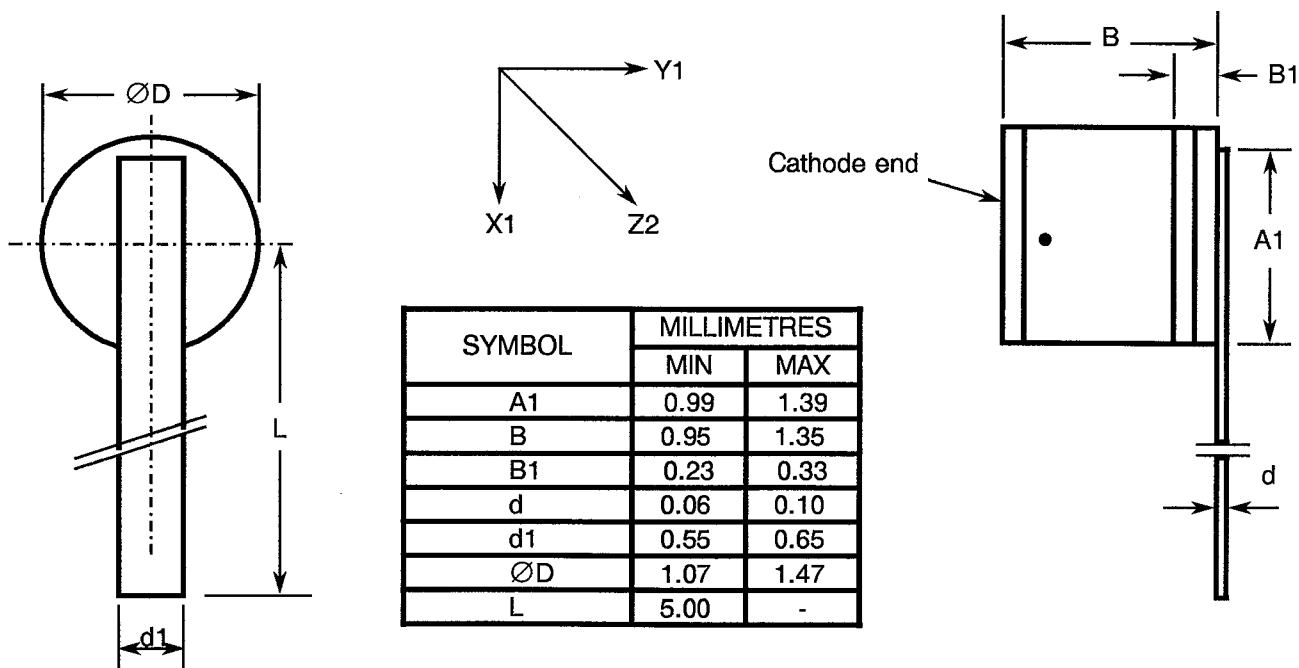 ØD
Y1
X1
Z2
B
B1
Cathode end
A1
L
d
d1
SYMBOL MILLIMETRES
MIN MAX
A1 0.99 1.39
B 0.95 1.35
B1 0.23 0.33
d 0.06 0.10
d1 0.55 0.65
ØD 1.07 1.47
L 5.00 -